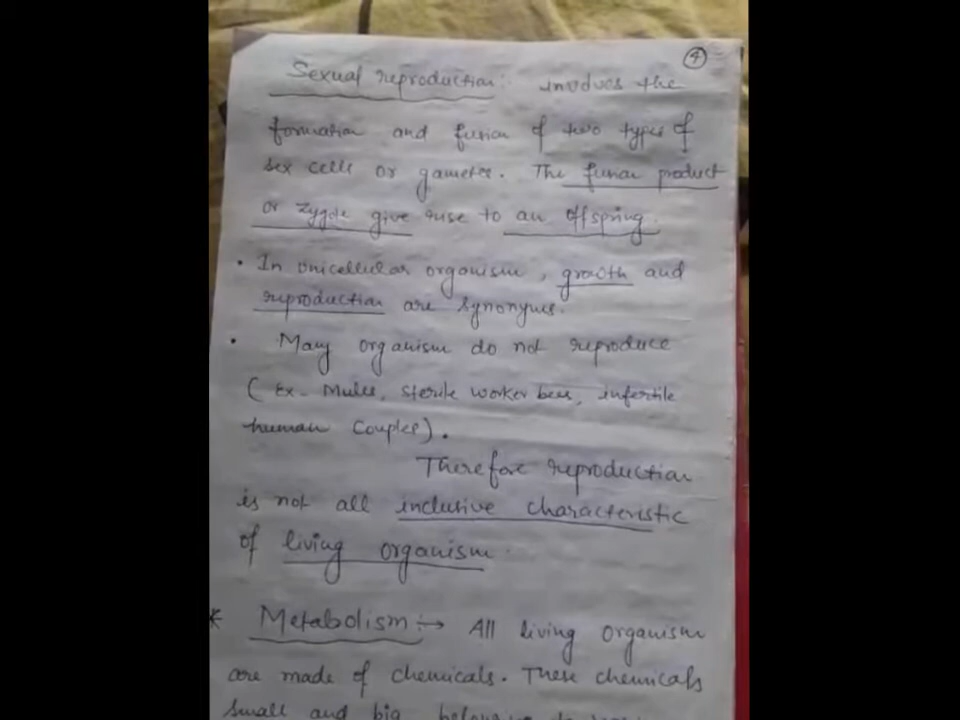 4
Sexual reproduction: involves the
formation and fusion of two types of
sex cells or gametes. The fusion product
or zygote give rise to an offspring.
• In unicellular organism, growth and
reproduction are synonyms.
• Many organism do not reproduce
(Ex- Mules, sterile worker bees, infertile
human couples).
Therefore reproduction
is not all inclusive characteristic
of living organism.
* Metabolism:→ All living organism
are made of chemicals. These chemicals
small and big, belong